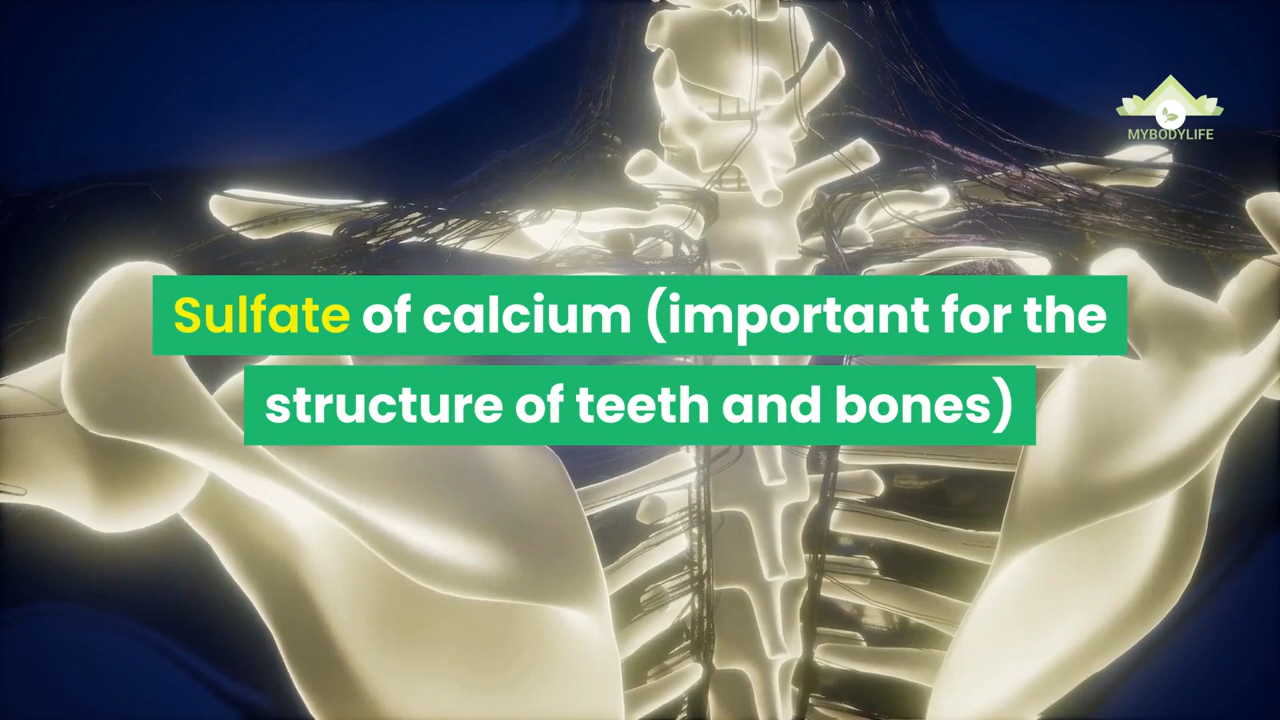 MYBODYLIFE
Sulfate of calcium (important for the
structure of teeth and bones)